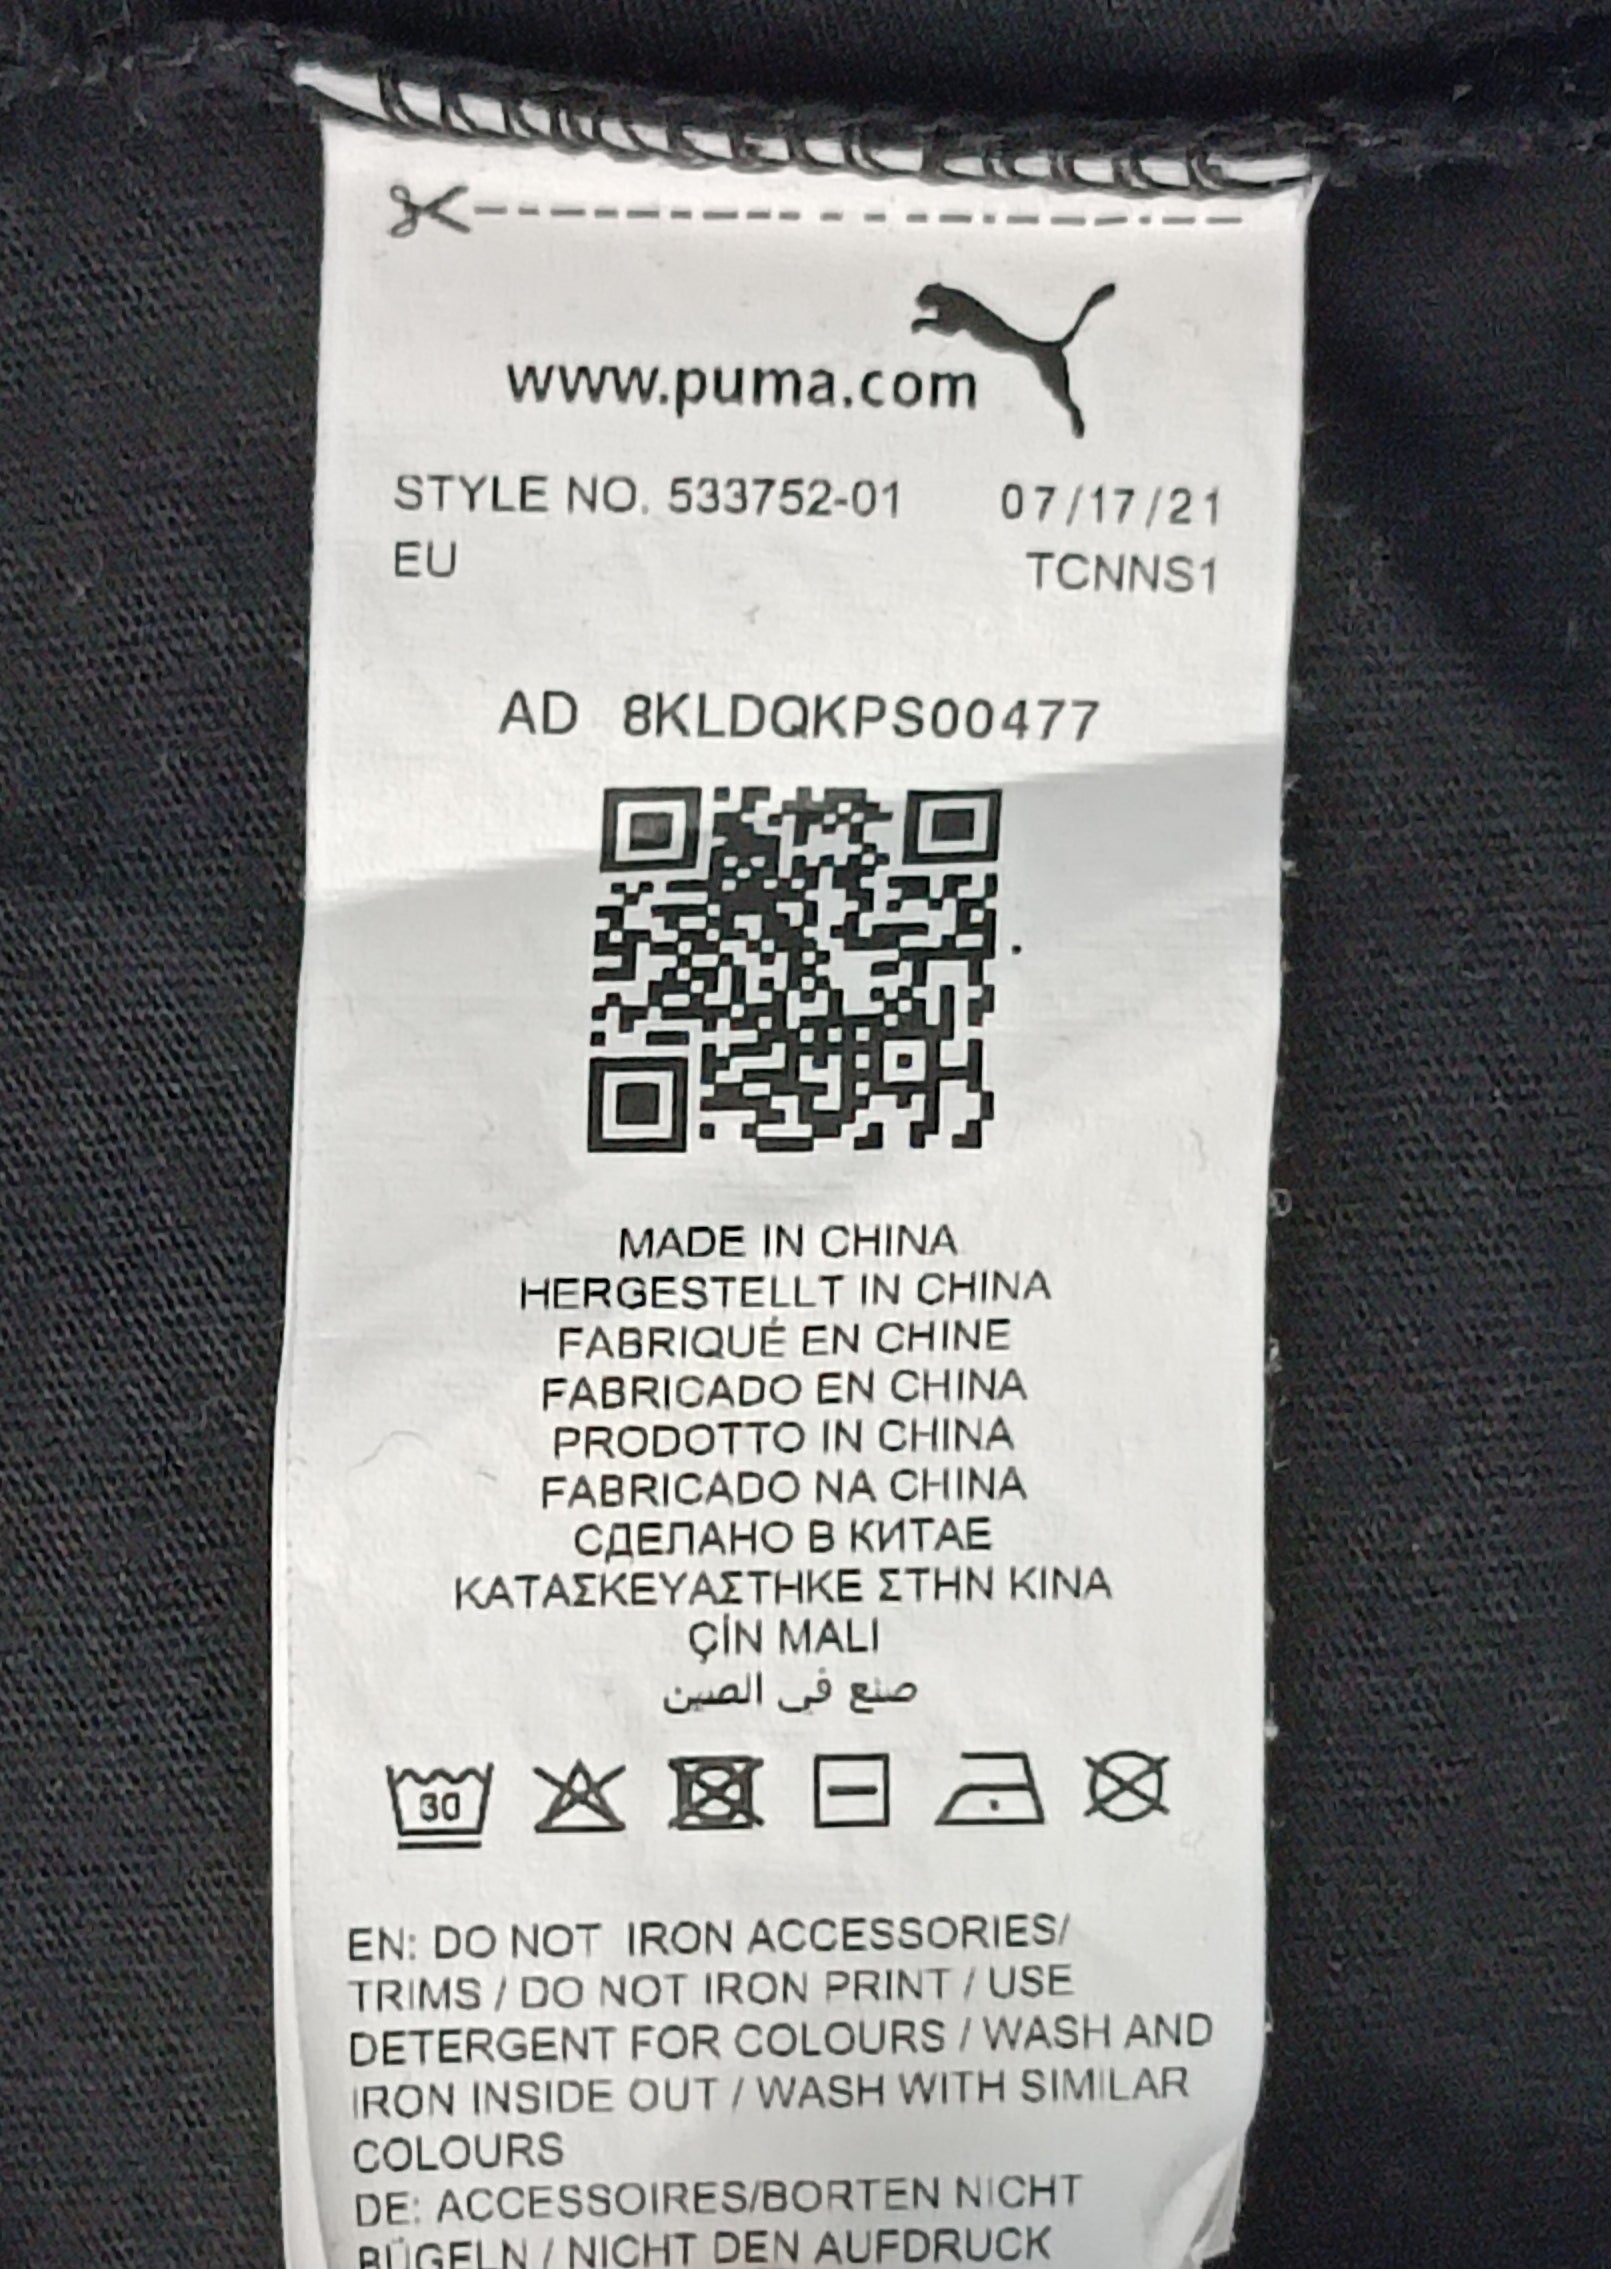 www.puma.com
STYLE NO. 533752-01 07/17/21
EU TCNNS1
AD 8KLDQKPS00477
MADE IN CHINA
HERGESTELLT IN CHINA
FABRIQUÉ EN CHINE
FABRICADO EN CHINA
PRODOTTO IN CHINA
FABRICADO NA CHINA
СДЕЛАНО В КИТАЕ
ΚΑΤΑΣΚΕΥΑΣΤΗΚΕ ΣΤΗΝ ΚΙΝΑ
ÇİN MALI
صنع في الصين
30
EN: DO NOT IRON ACCESSORIES/
TRIMS / DO NOT IRON PRINT / USE
DETERGENT FOR COLOURS / WASH AND
IRON INSIDE OUT / WASH WITH SIMILAR
COLOURS
DE: ACCESSOIRES/BORTEN NICHT
BÜGELN / NICHT DEN AUFDRUCK